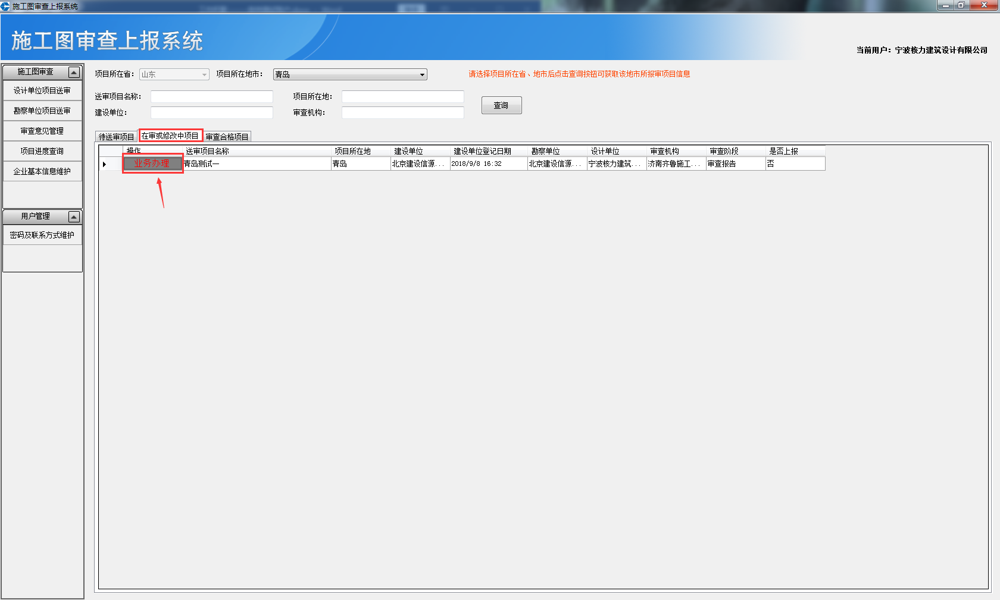 施工图审查上报系统
施工图审查上报系统
当前用户：宁波核力建筑设计有限公司
施工图审查
设计单位项目送审
勘察单位项目送审
审查意见管理
项目进度查询
企业基本信息维护
用户管理
密码及联系方式维护
项目所在省： 山东 项目所在地市： 青岛 请选择项目所在省、地市后点击查询按钮可获取该地市所报审项目信息
送审项目名称： 项目所在地：
查询
建设单位： 审查机构：
待送审项目 在审或修改中项目 审查合格项目
操作 送审项目名称 项目所在地 建设单位 建设单位登记日期 勘察单位 设计单位 审查机构 审查阶段 是否上报
业务办理 青岛测试一 青岛 北京建设信源... 2018/9/8 16:32 北京建设信源... 宁波核力建筑... 济南齐鲁施工... 审查报告 否